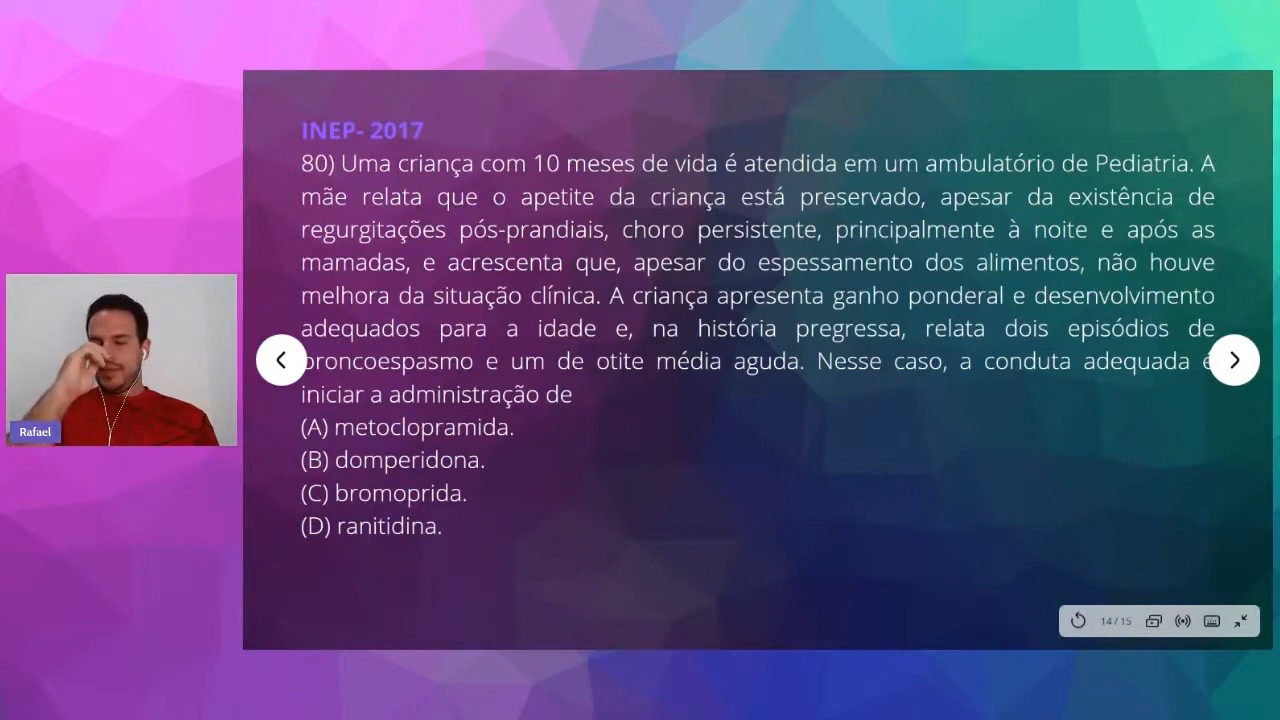 INEP- 2017
80) Uma criança com 10 meses de vida é atendida em um ambulatório de Pediatria. A
mãe relata que o apetite da criança está preservado, apesar da existência de
regurgitações pós-prandiais, choro persistente, principalmente à noite e após as
mamadas, e acrescenta que, apesar do espessamento dos alimentos, não houve
melhora da situação clínica. A criança apresenta ganho ponderal e desenvolvimento
adequados para a idade e, na história pregressa, relata dois episódios de
broncoespasmo e um de otite média aguda. Nesse caso, a conduta adequada é
iniciar a administração de
(A) metoclopramida.
(B) domperidona.
(C) bromoprida.
(D) ranitidina.
Rafael
14 / 15